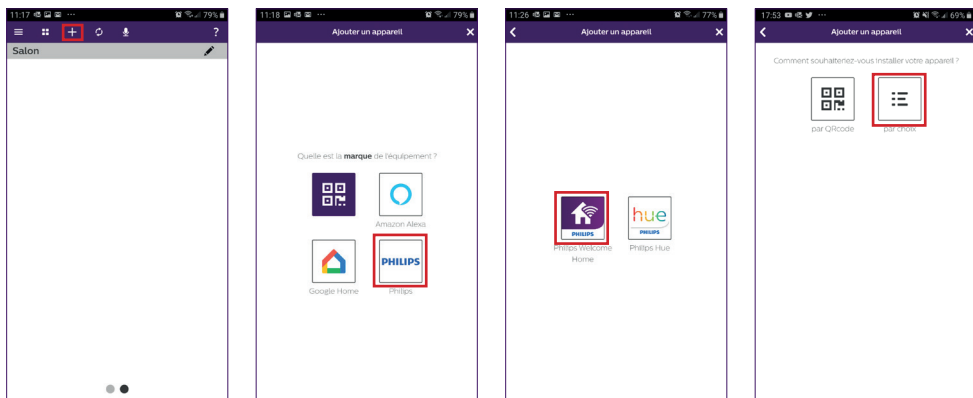 11:17 ··· 79%
?
Salon
11:18 ··· 79%
Ajouter un appareil
Quelle est la marque de l'équipement ?
Amazon Alexa
PHILIPS
Google Home
Philips
11:26 ··· 77%
Ajouter un appareil
PHILIPS
hue
PHILIPS
Philips Welcome
Home
Philips Hue
17:53 ··· 69%
Ajouter un appareil
Comment souhaitenez-vous installer votre appareil ?
par QRcode
par choix